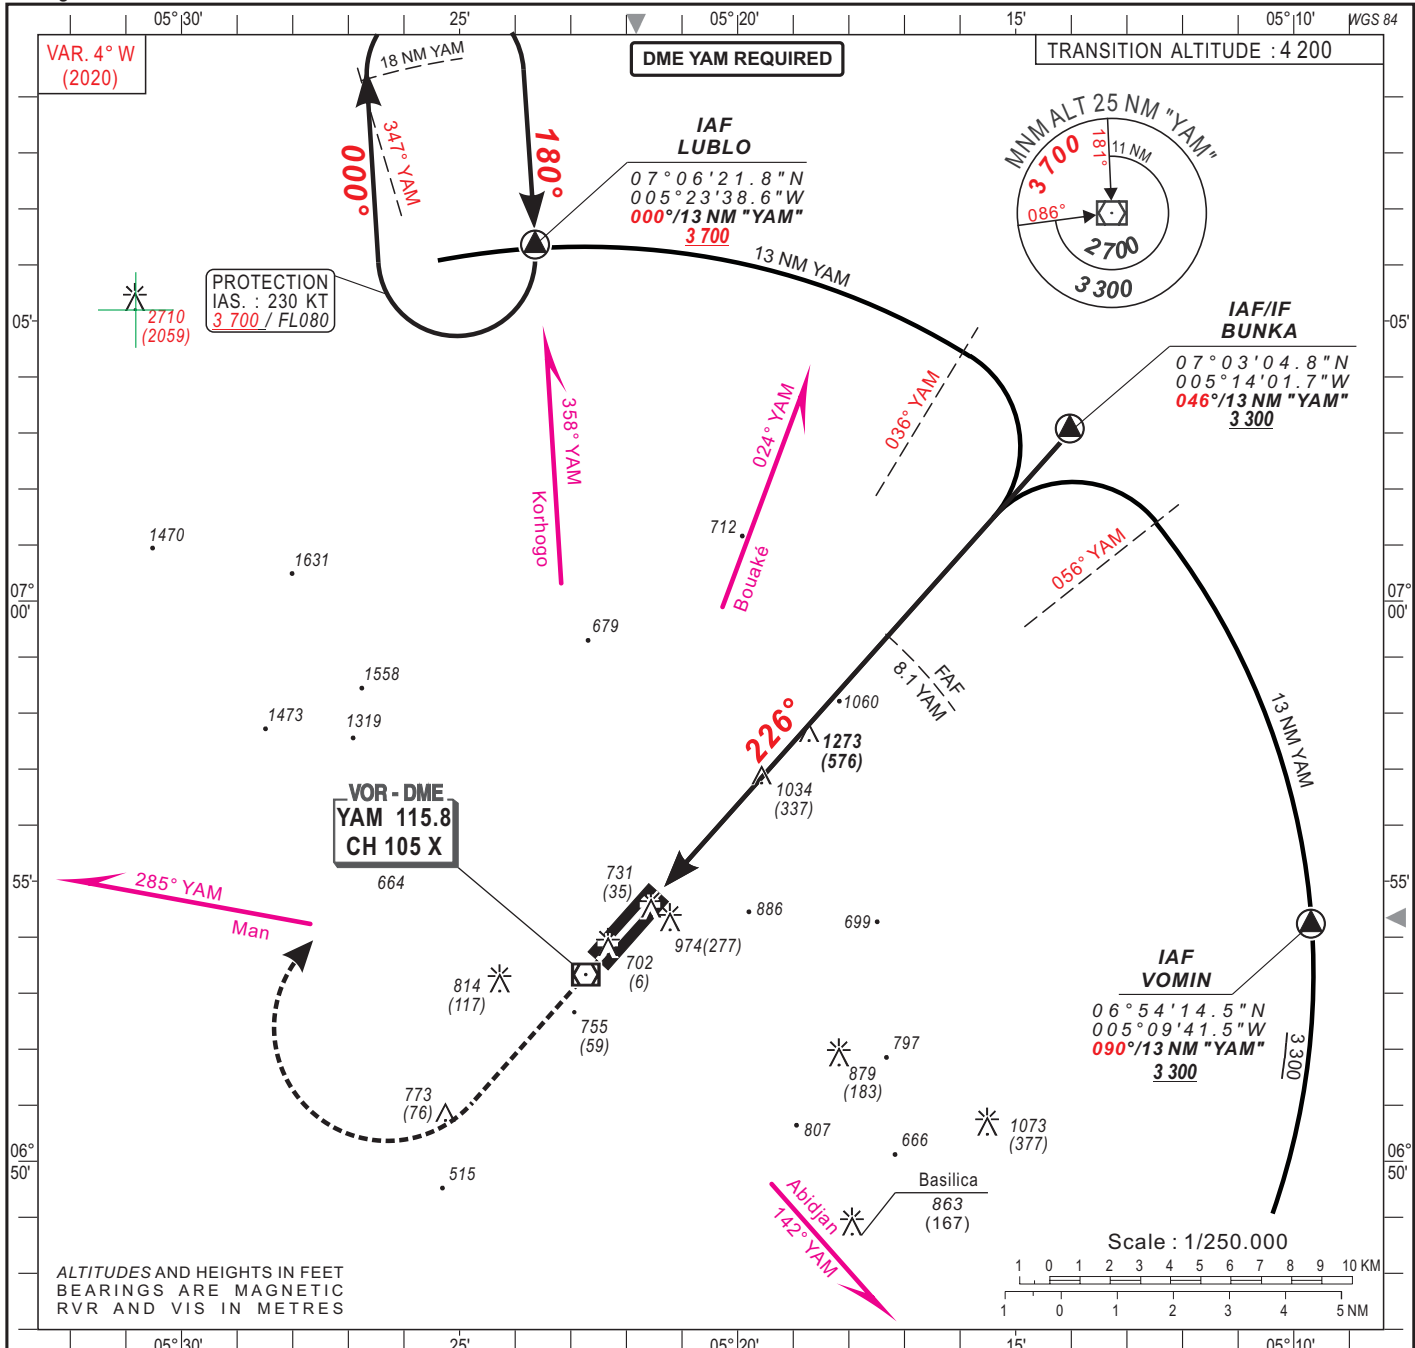 05° 30'
25'
05° 20'
15'
05° 10'
WGS 84
VAR. 4° W
(2020)
18 NM YAM
DME YAM REQUIRED
TRANSITION ALTITUDE : 4 200
347° YAM
000°
180°
IAF
LUBLO
07°06'21.8"N
005°23'38.6"W
000°/13 NM "YAM"
3 700
MNM ALT 25 NM "YAM"
3 700
181°
11 NM
086°
2700
3 300
13 NM YAM
PROTECTION
IAS. : 230 KT
3 700 / FL080
2710
(2059)
05'
05'
IAF/IF
BUNKA
07°03'04.8"N
005°14'01.7"W
046°/13 NM "YAM"
3 300
036° YAM
358° YAM
Korhogo
024° YAM
Bouaké
712
1470
1631
056° YAM
07°
00'
07°
00'
679
FAF
8.1 YAM
1558
1473
1319
1060
226°
1273
(576)
1034
(337)
13 NM YAM
VOR - DME
YAM 115.8
CH 105 X
664
285° YAM
Man
731
(35)
886
699
974(277)
55'
55'
702
(6)
814
(117)
755
(59)
IAF
VOMIN
06°54'14.5"N
005°09'41.5"W
090°/13 NM "YAM"
3 300
3 300
797
879
(183)
773
(76)
807
666
1073
(377)
06°
50'
06°
50'
515
Basilica
863
(167)
Abidjan
142° YAM
ALTITUDES AND HEIGHTS IN FEET
BEARINGS ARE MAGNETIC
RVR AND VIS IN METRES
Scale : 1/250.000
1 0 1 2 3 4 5 6 7 8 9 10 KM
1 0 1 2 3 4 5 NM
05° 30'
25'
05° 20'
15'
05° 10'